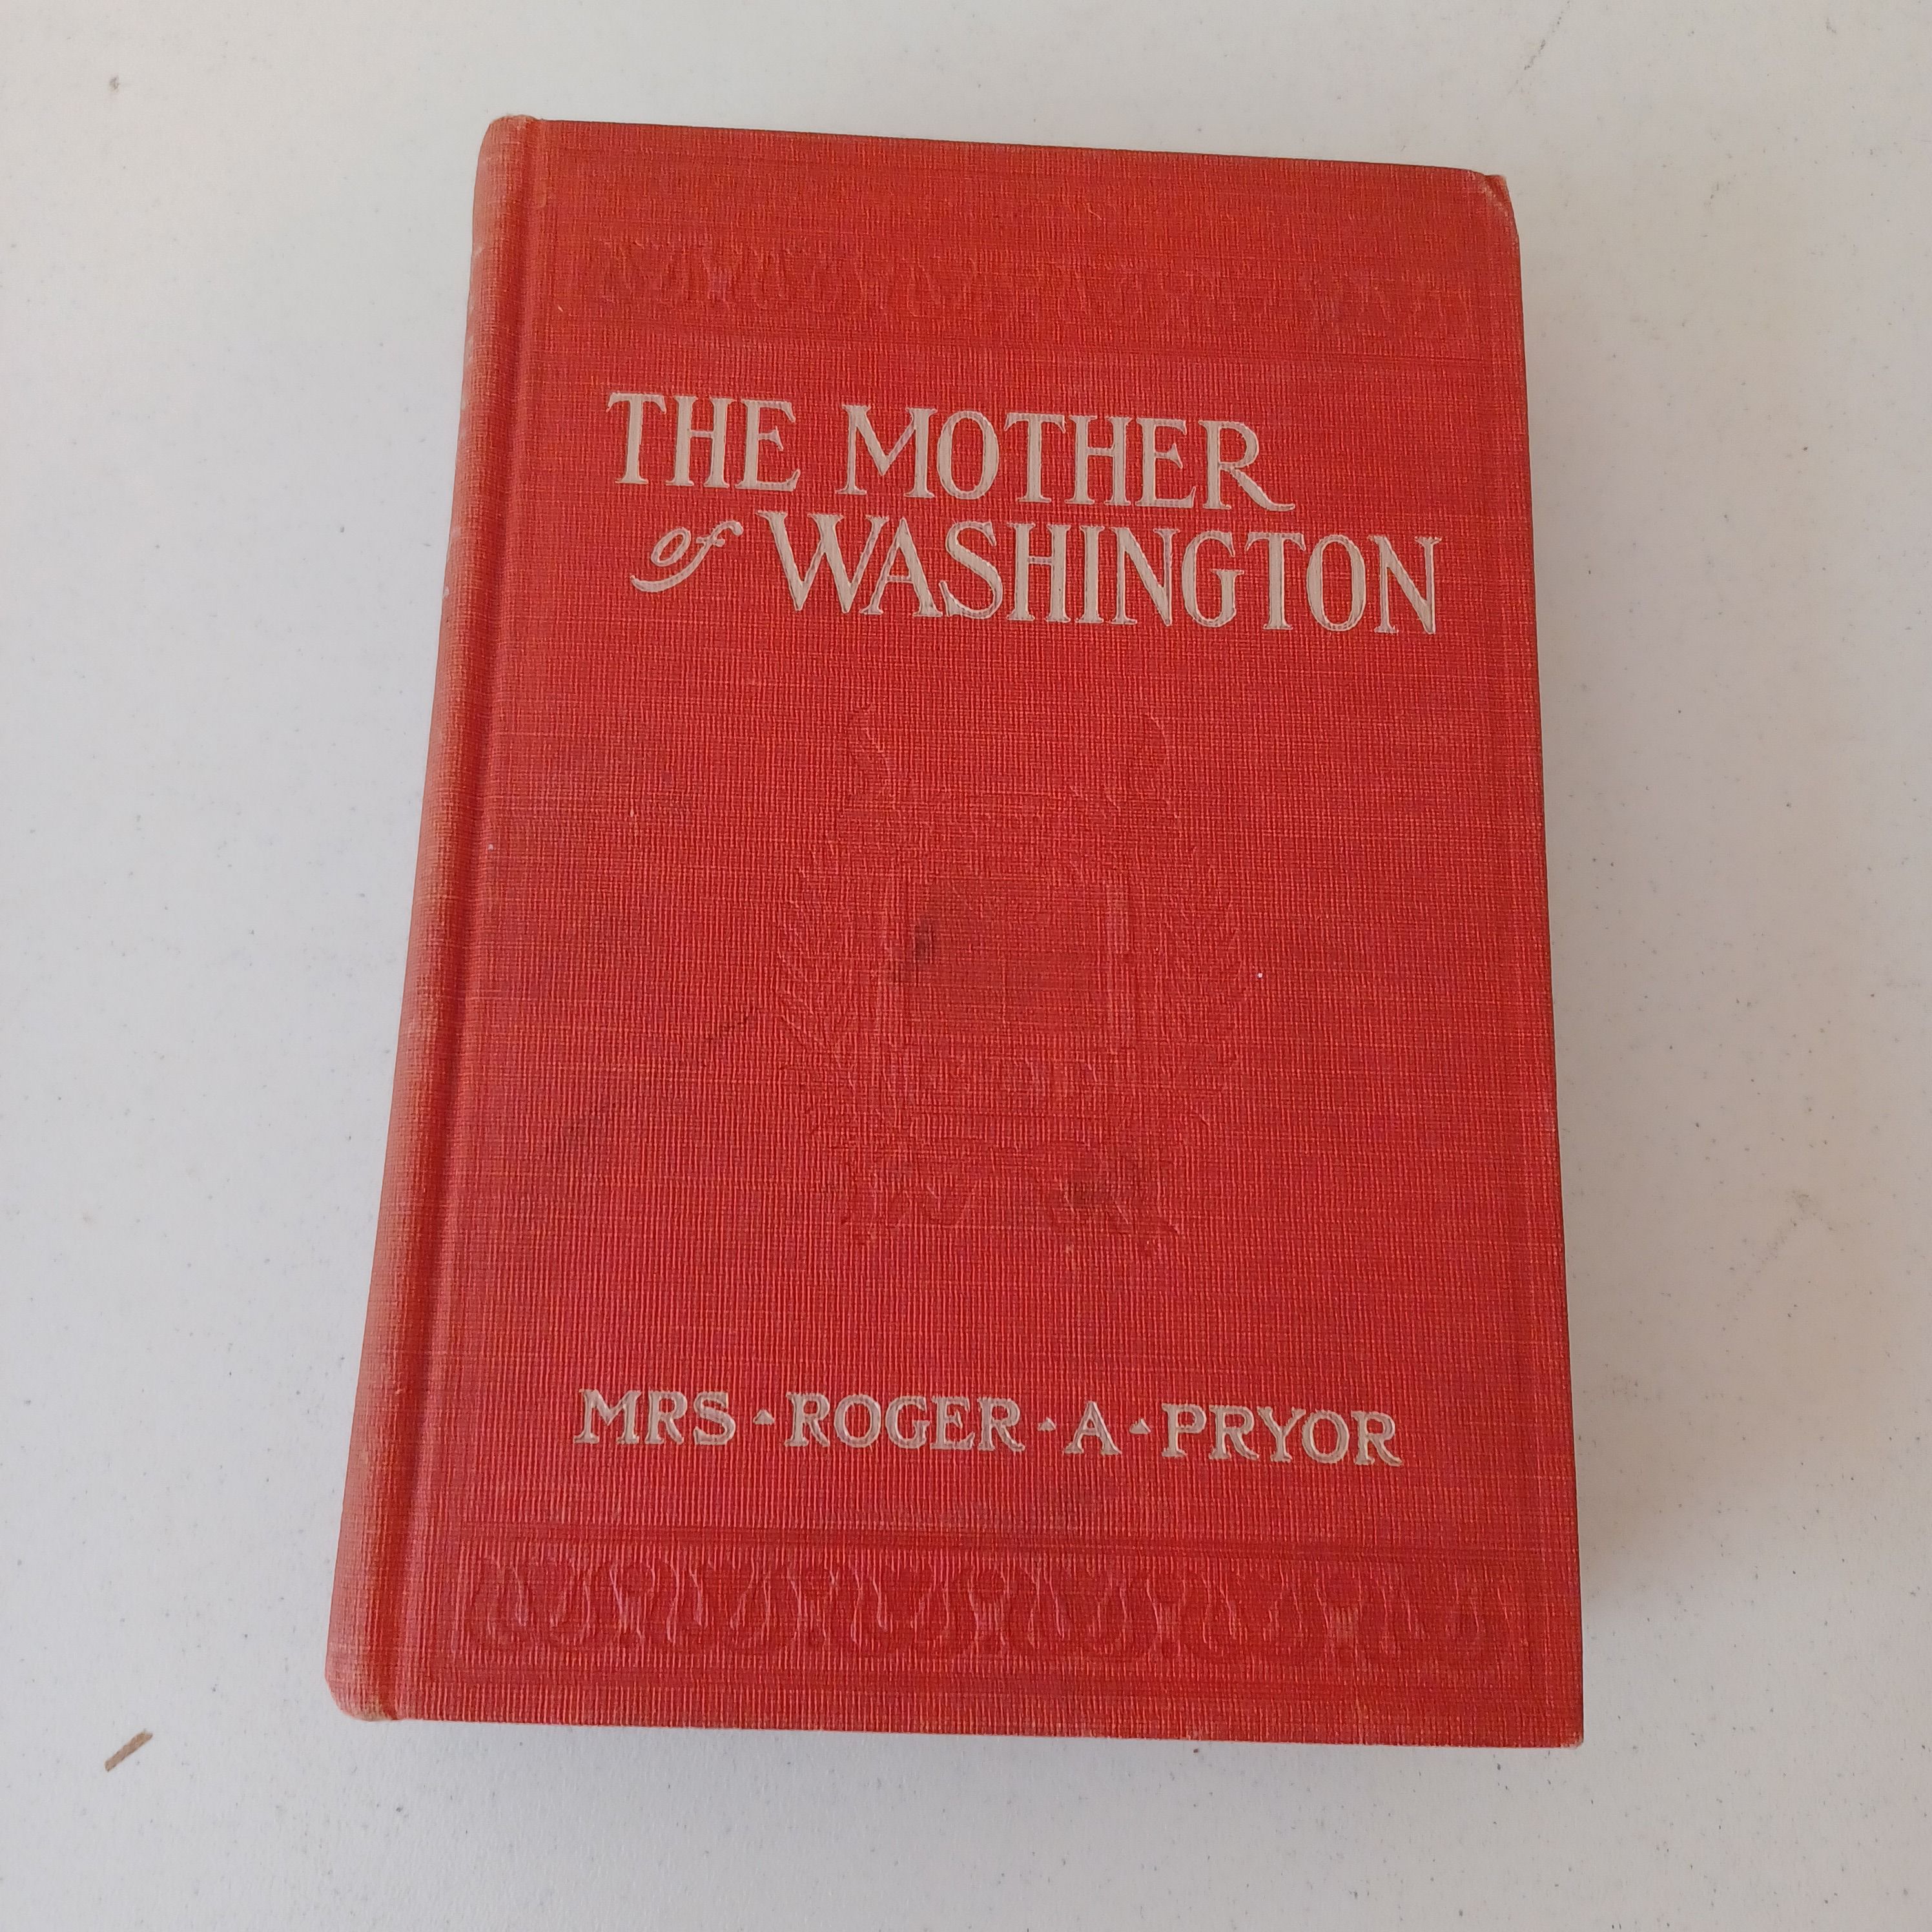 THE MOTHER
of WASHINGTON
MRS ▴ ROGER ▴ A ▴ PRYOR